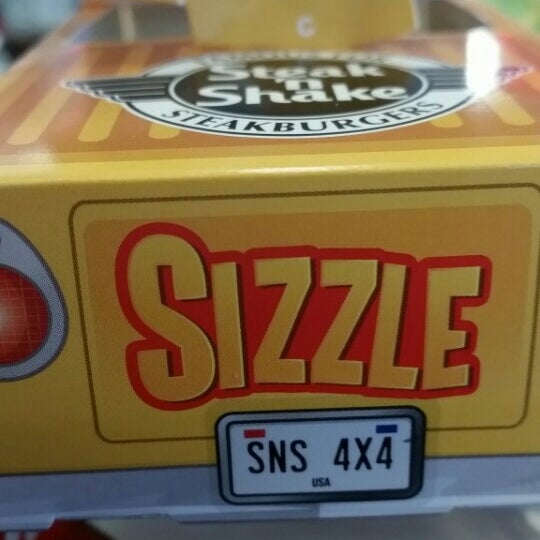 C
Steak
n
Shake
STEAKBURGERS
SIZZLE
SNS 4X4
USA